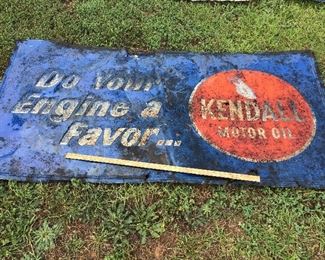 Do Your
Engine a
Favor...
KENDALL
MOTOR OIL